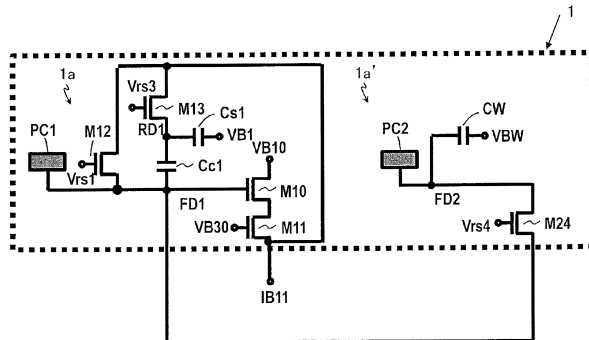 1
1a
1a'
Vrs3
M13
Cs1
CW
M12
RD1
VB1
VBW
PC1
VB10
PC2
Cc1
Vrs1
M10
FD1
FD2
VB30
M11
Vrs4
M24
IB11